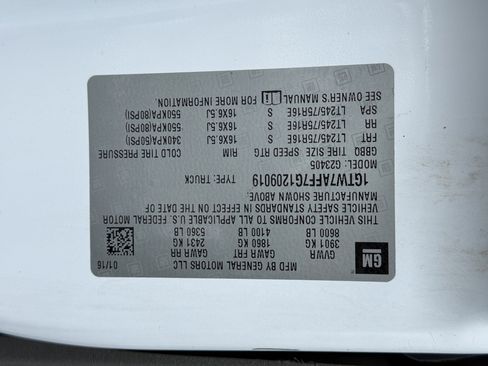 GM
MFD BY GENERAL MOTORS LLC
01/16
GVWR GAWR FRT GAWR RR
3901 KG 1860 KG 2431 KG
8600 LB 4100 LB 5360 LB
THIS VEHICLE CONFORMS TO ALL APPLICABLE U.S. FEDERAL MOTOR
VEHICLE SAFETY STANDARDS IN EFFECT ON THE DATE OF
MANUFACTURE SHOWN ABOVE.
1GTW7AFF7G1209019 TYPE: TRUCK
MODEL: G23405
GBRO TIRE SIZE SPEED RTG RIM COLD TIRE PRESSURE
FRT LT245/75R16E S 16X6.5J 340KPA(50PSI)
RR LT245/75R16E S 16X6.5J 550KPA(80PSI)
SPA LT245/75R16E S 16X6.5J 550KPA(80PSI)
SEE OWNER'S MANUAL FOR MORE INFORMATION.